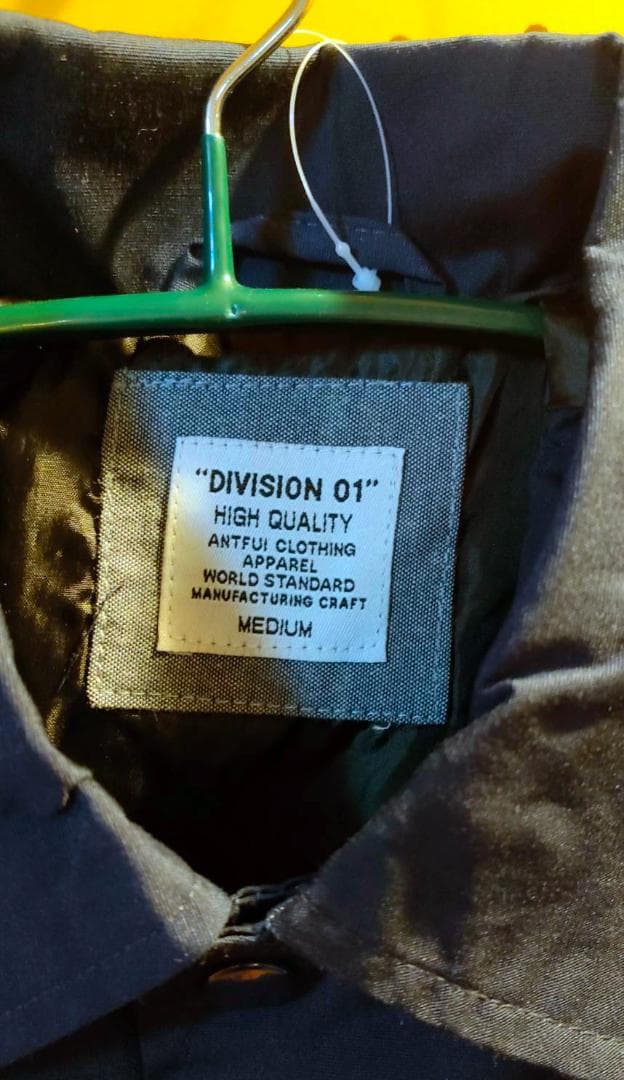 "DIVISION 01"
HIGH QUALITY
ANTFUI CLOTHING
APPAREL
WORLD STANDARD
MANUFACTURING CRAFT
MEDIUM